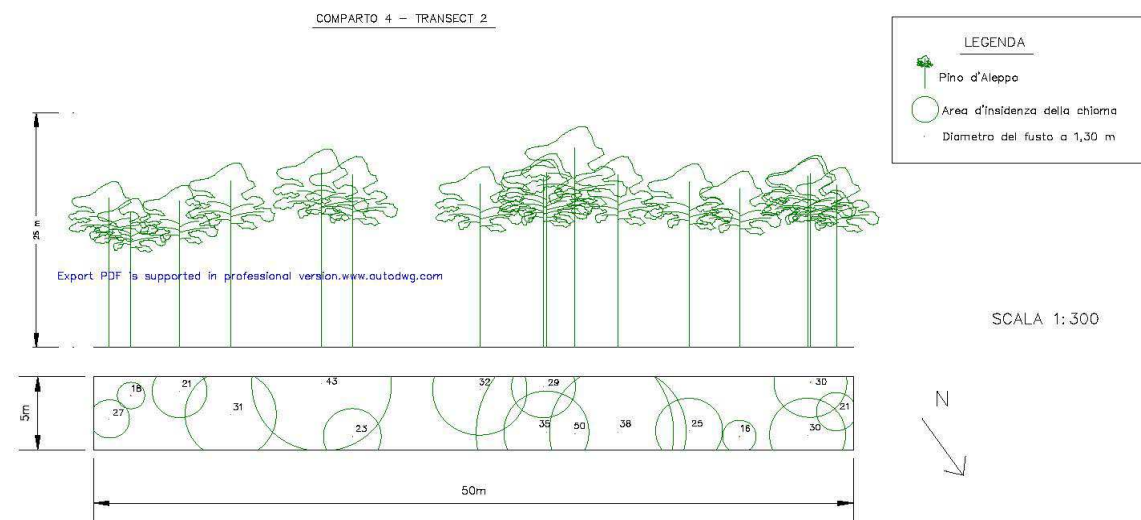 COMPARTO 4 – TRANSECT 2
LEGENDA
Pino d'Aleppo
Area d'insidenza della chioma
Diametro del fusto a 1,30 m
25 m
Export PDF is supported in professional version.www.autodwg.com
SCALA 1:300
5m
27
18
21
31
43
23
32
29
35
50
38
25
16
30
30
21
N
50m